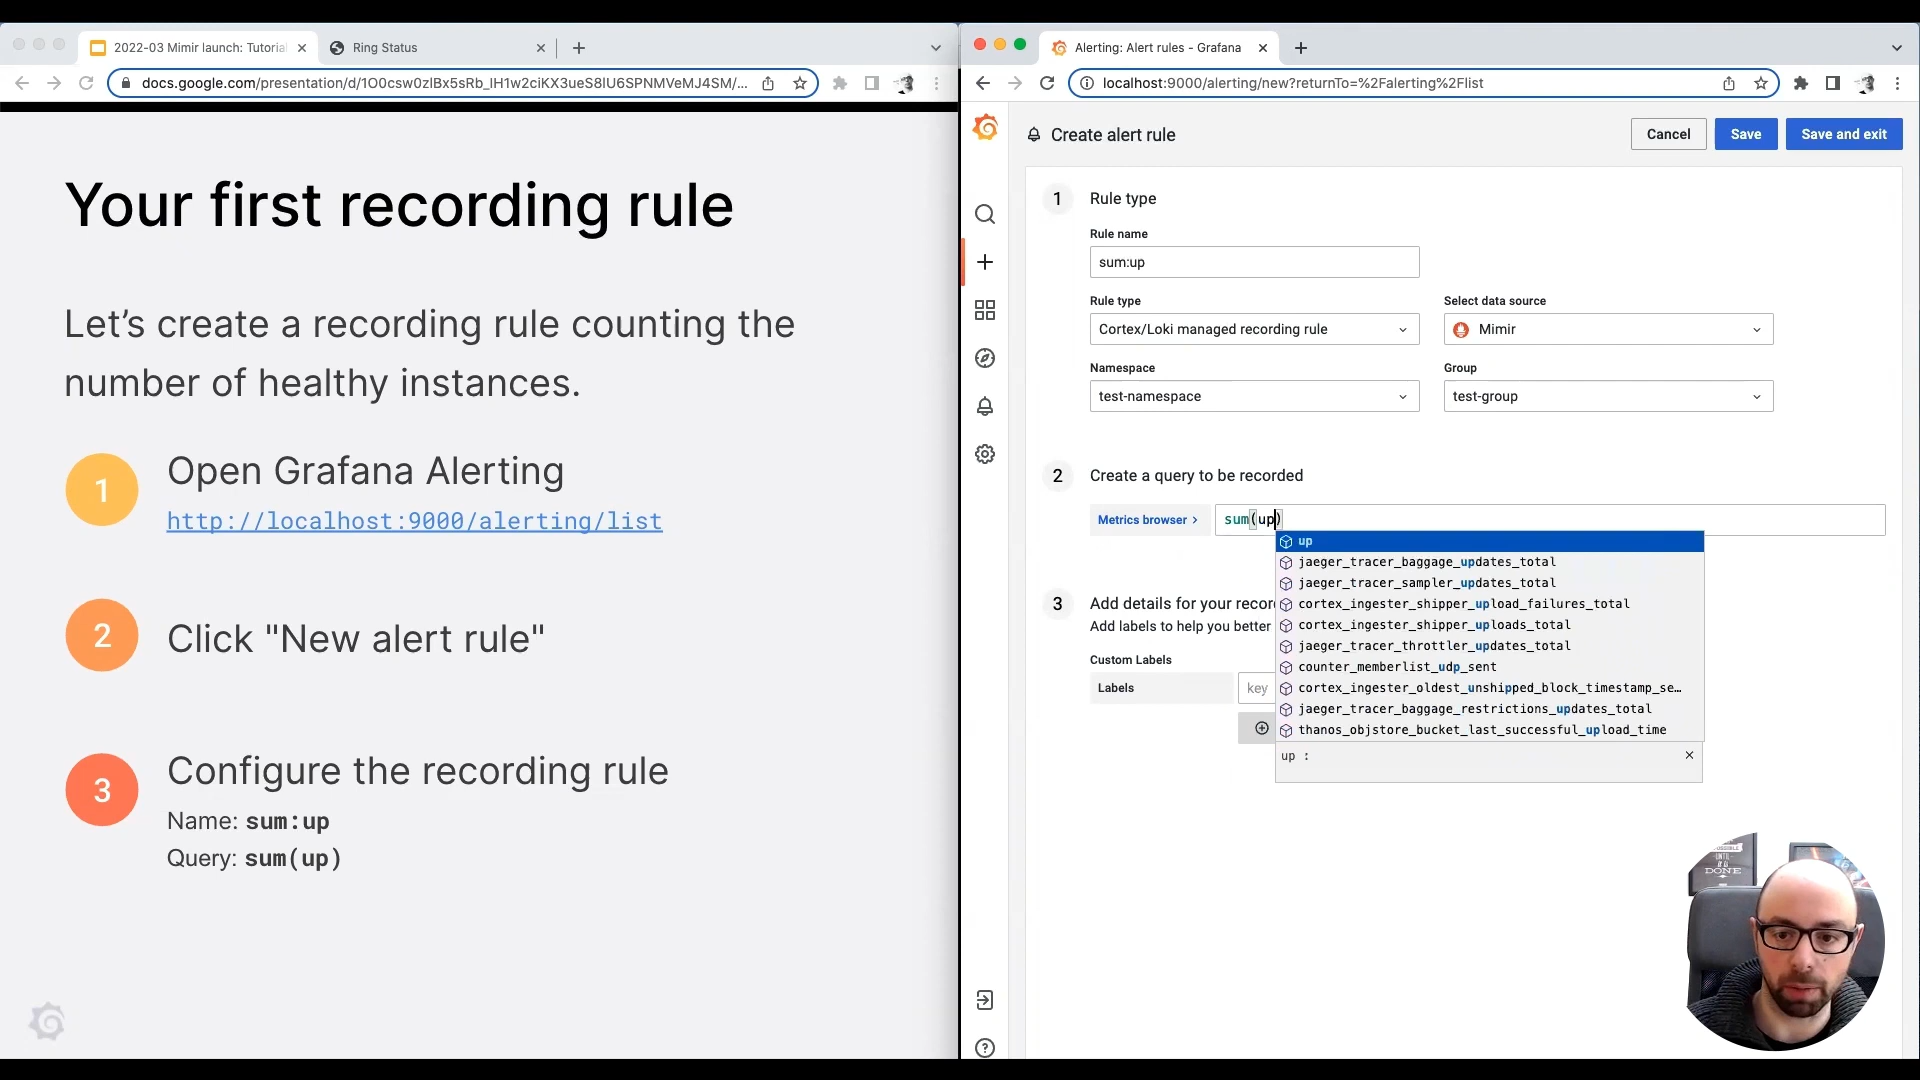 2022-03 Mimir launch: Tutoria
Ring Status
docs.google.com/presentation/d/1O0csw0zlBx5sRb_IH1w2ciKX3ueS8lU6SPNMVeMJ4SM/...
Your first recording rule
Let's create a recording rule counting the
number of healthy instances.
1
Open Grafana Alerting
http://localhost:9000/alerting/list
2
Click "New alert rule"
3
Configure the recording rule
Name: sum:up
Query: sum(up)
Alerting: Alert rules - Grafana
localhost:9000/alerting/new?returnTo=%2Falerting%2Flist
Create alert rule
Cancel
Save
Save and exit
1
Rule type
Rule name
sum:up
Rule type
Select data source
Cortex/Loki managed recording rule
Mimir
Namespace
Group
test-namespace
test-group
2
Create a query to be recorded
Metrics browser >
sum(up)
up
jaeger_tracer_baggage_updates_total
jaeger_tracer_sampler_updates_total
cortex_ingester_shipper_upload_failures_total
cortex_ingester_shipper_uploads_total
jaeger_tracer_throttler_updates_total
counter_memberlist_udp_sent
cortex_ingester_oldest_unshipped_block_timestamp_se…
jaeger_tracer_baggage_restrictions_updates_total
thanos_objstore_bucket_last_successful_upload_time
up :
3
Add details for your recor
Add labels to help you better
Custom Labels
Labels
key
UNTIL
DONE